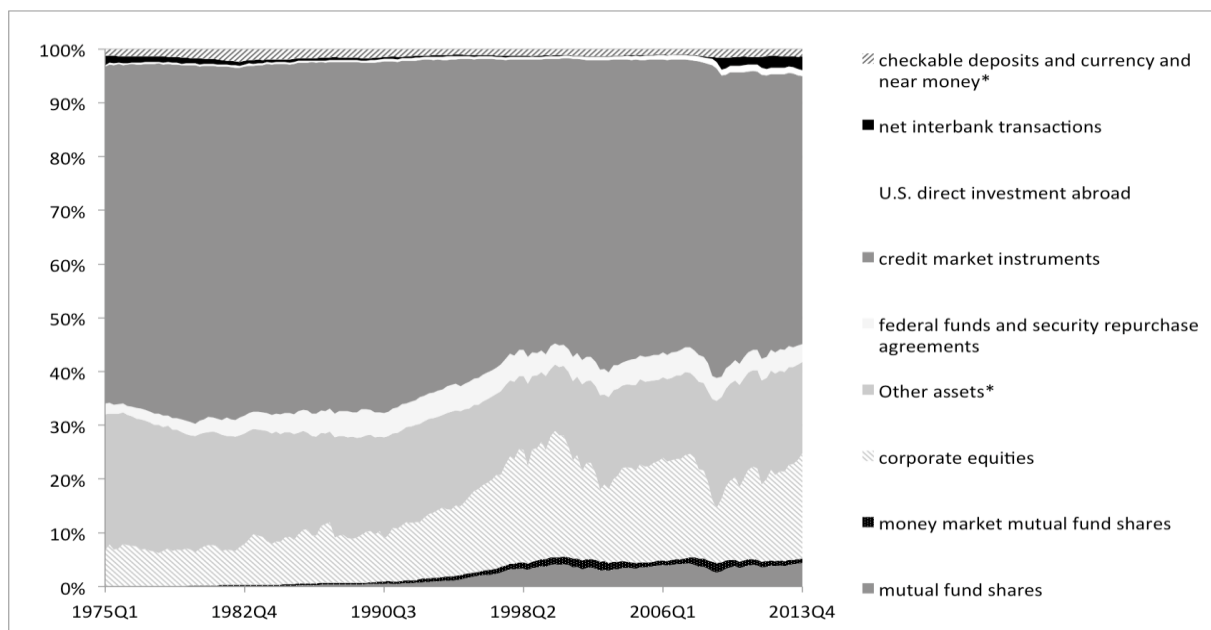 100%
90%
80%
70%
60%
50%
40%
30%
20%
10%
0%
1975Q1 1982Q4 1990Q3 1998Q2 2006Q1 2013Q4
checkable deposits and currency and
near money*
net interbank transactions
U.S. direct investment abroad
credit market instruments
federal funds and security repurchase
agreements
Other assets*
corporate equities
money market mutual fund shares
mutual fund shares